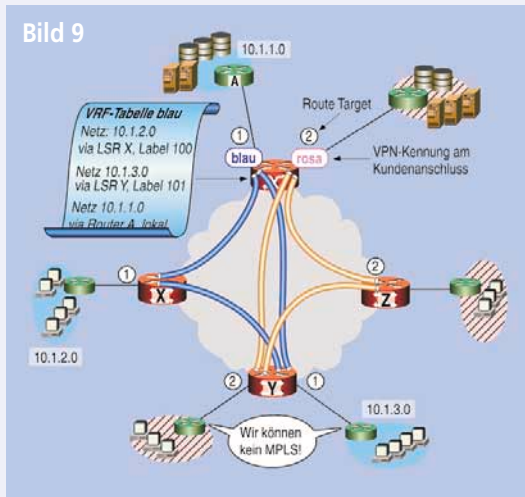 Bild 9
10.1.1.0
A
Route Target
VRF-Tabelle blau
Netz: 10.1.2.0
via LSR X, Label 100
Netz 10.1.3.0
via LSR Y, Label 101
Netz 10.1.1.0
via Router A, lokal
1
2
blau
rosa
VPN-Kennung am
Kundenanschluss
1
X
2
Z
10.1.2.0
2
Y
1
10.1.3.0
Wir können
kein MPLS!